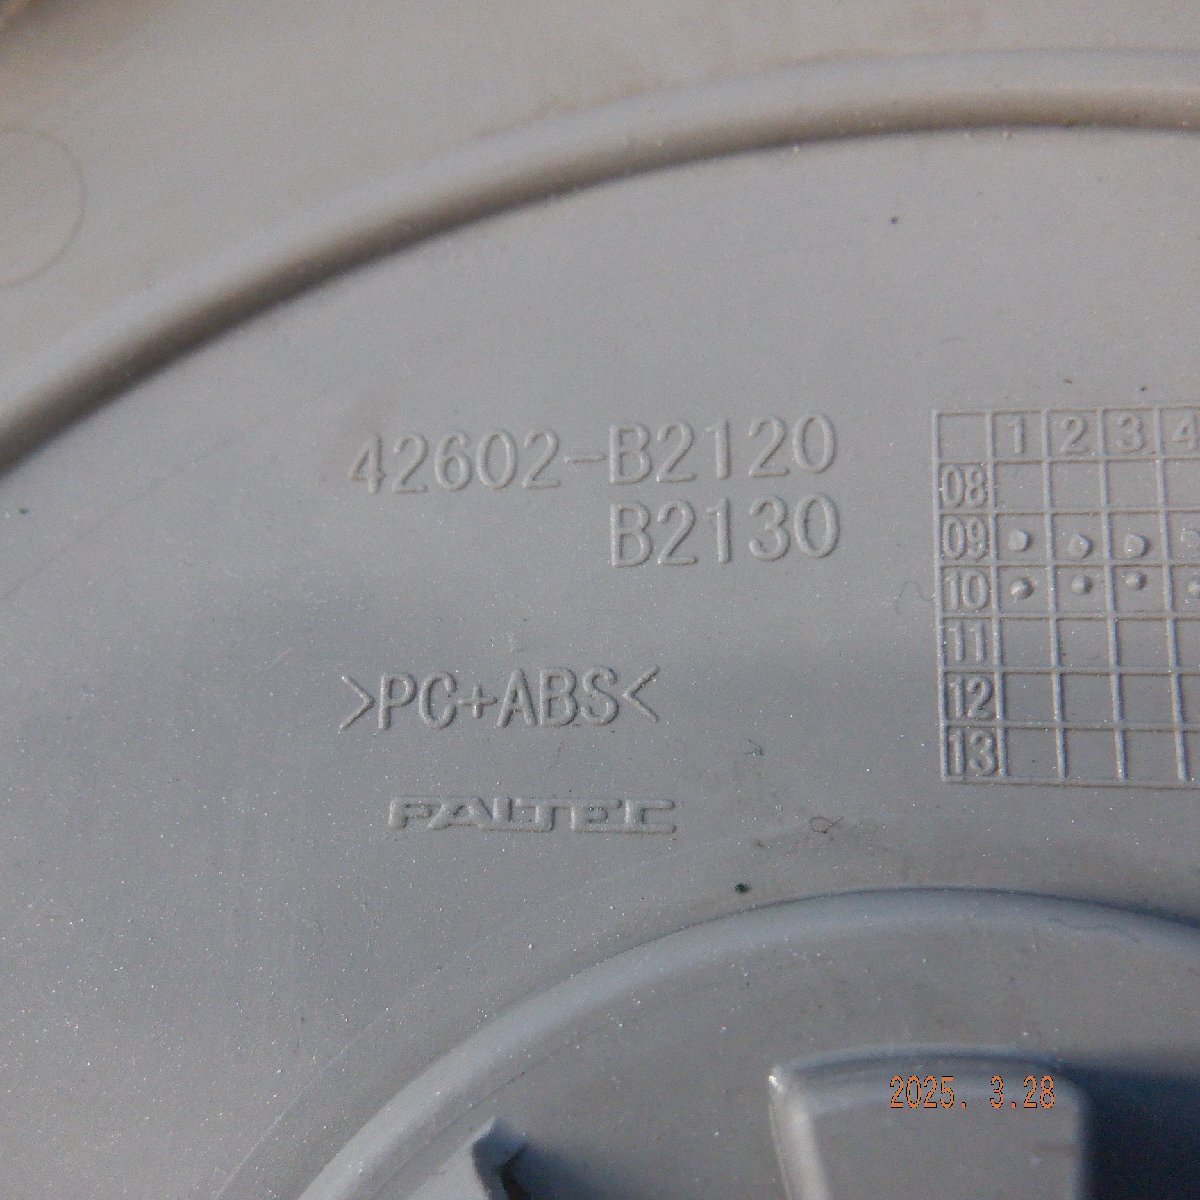 42602-B2120
B2130
>PC+ABS<
FALTEC
1 2 3 4
08
09
10
11
12
13
2025. 3.28